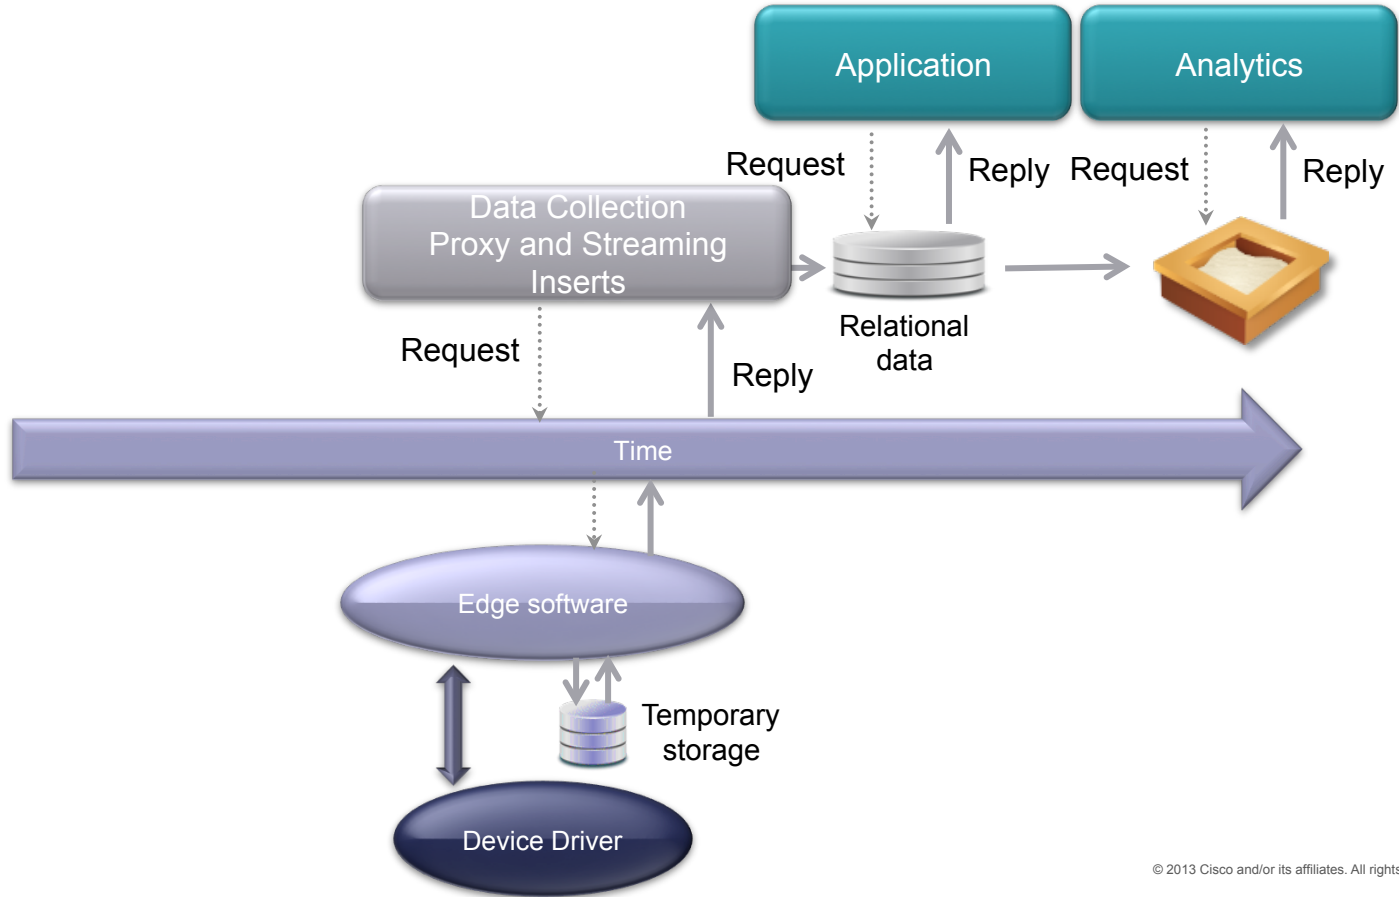 Application
Analytics
Request
Reply
Request
Reply
Data Collection
Proxy and Streaming
Inserts
Relational
data
Request
Reply
Time
Edge software
Temporary
storage
Device Driver
© 2013 Cisco and/or its affiliates. All rights